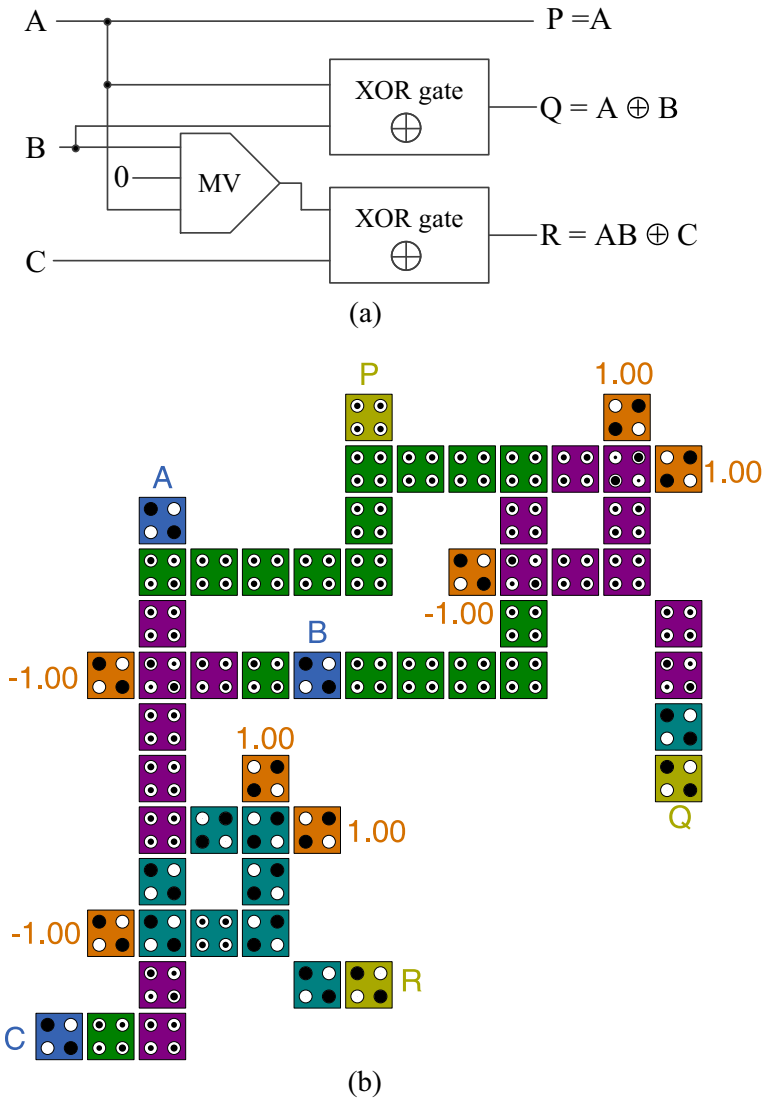 A
P =A
XOR gate
Q = A ⊕ B
B
0
MV
XOR gate
R = AB ⊕ C
C
(a)
P
1.00
A
1.00
-1.00
B
-1.00
1.00
1.00
Q
-1.00
R
C
(b)